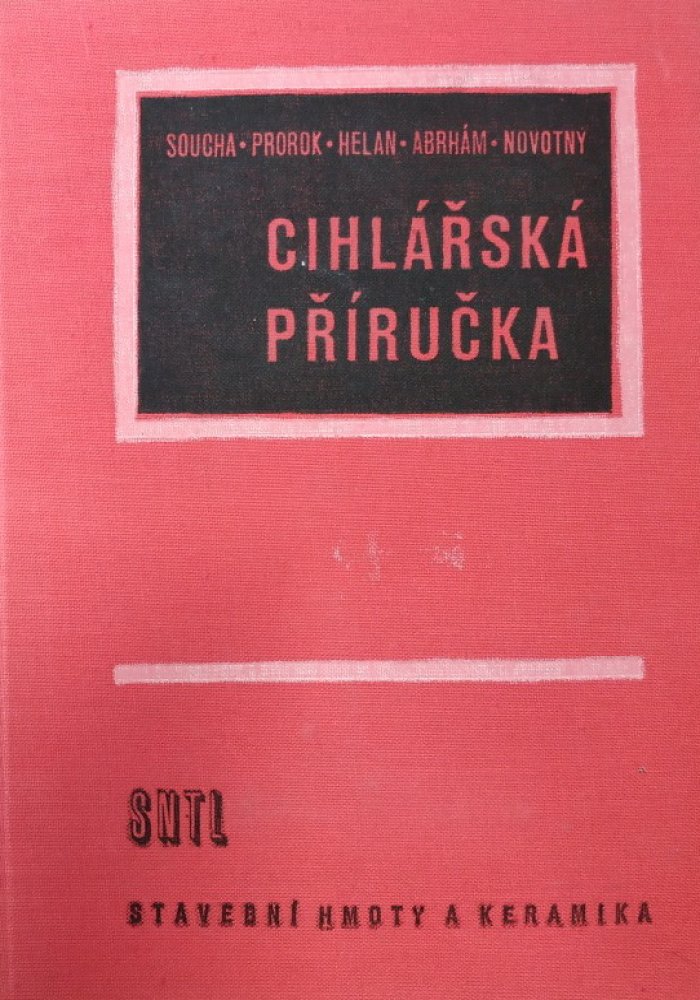 SOUCHA • PROROK • HELAN • ABRHÁM • NOVOTNÝ
CIHLÁŘSKÁ
PŘÍRUČKA
SNTL
STAVEBNÍ HMOTY A KERAMIKA